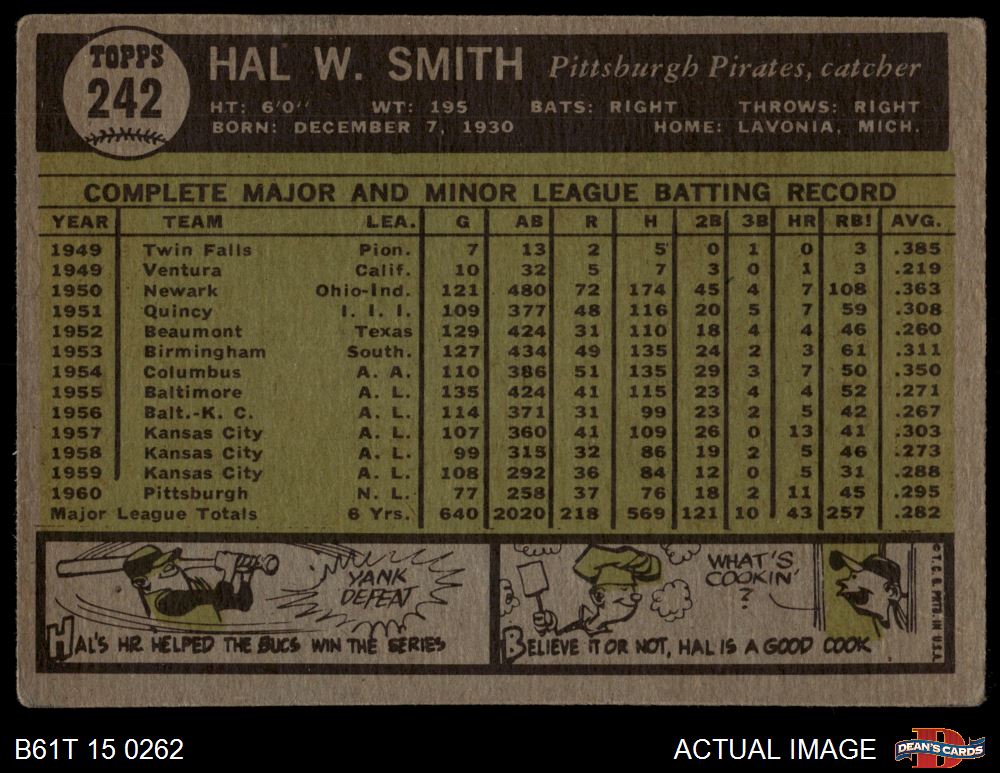 TOPPS
242
HAL W. SMITH Pittsburgh Pirates, catcher
HT: 6'0'' WT: 195 BATS: RIGHT THROWS: RIGHT
BORN: DECEMBER 7, 1930 HOME: LAVONIA, MICH.
COMPLETE MAJOR AND MINOR LEAGUE BATTING RECORD
YEAR TEAM LEA. G AB R H 2B 3B HR RB! AVG.
1949 Twin Falls Pion. 7 13 2 5 0 1 0 3 .385
1949 Ventura Calif. 10 32 5 7 3 0 1 3 .219
1950 Newark Ohio-Ind. 121 480 72 174 45 4 7 108 .363
1951 Quincy I. I. I. 109 377 48 116 20 5 7 59 .308
1952 Beaumont Texas 129 424 31 110 18 4 4 46 .260
1953 Birmingham South. 127 434 49 135 24 2 3 61 .311
1954 Columbus A. A. 110 386 51 135 29 3 7 50 .350
1955 Baltimore A. L. 135 424 41 115 23 4 4 52 .271
1956 Balt.-K. C. A. L. 114 371 31 99 23 2 5 42 .267
1957 Kansas City A. L. 107 360 41 109 26 0 13 41 .303
1958 Kansas City A. L. 99 315 32 86 19 2 5 46 .273
1959 Kansas City A. L. 108 292 36 84 12 0 5 31 .288
1960 Pittsburgh N. L. 77 258 37 76 18 2 11 45 .295
Major League Totals 6 Yrs. 640 2020 218 569 121 10 43 257 .282
YANK
DEFEAT
HAL'S HR HELPED THE BUCS WIN THE SERIES
WHAT'S
COOKIN'
?
BELIEVE IT OR NOT, HAL IS A GOOD COOK
©T.C.G. PRTD. IN U.S.A.
B61T 15 0262
ACTUAL IMAGE
DEAN'S CARDS